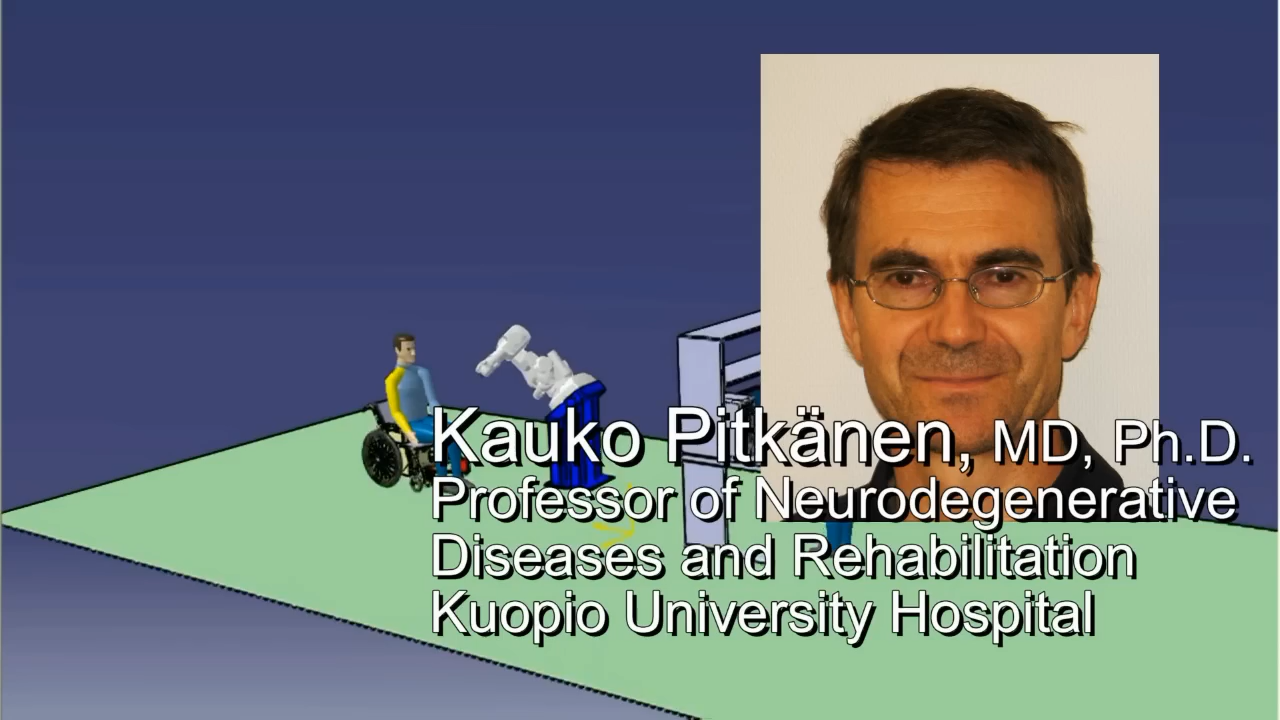 Kauko Pitkänen, MD, Ph.D.
Professor of Neurodegenerative
Diseases and Rehabilitation
Kuopio University Hospital